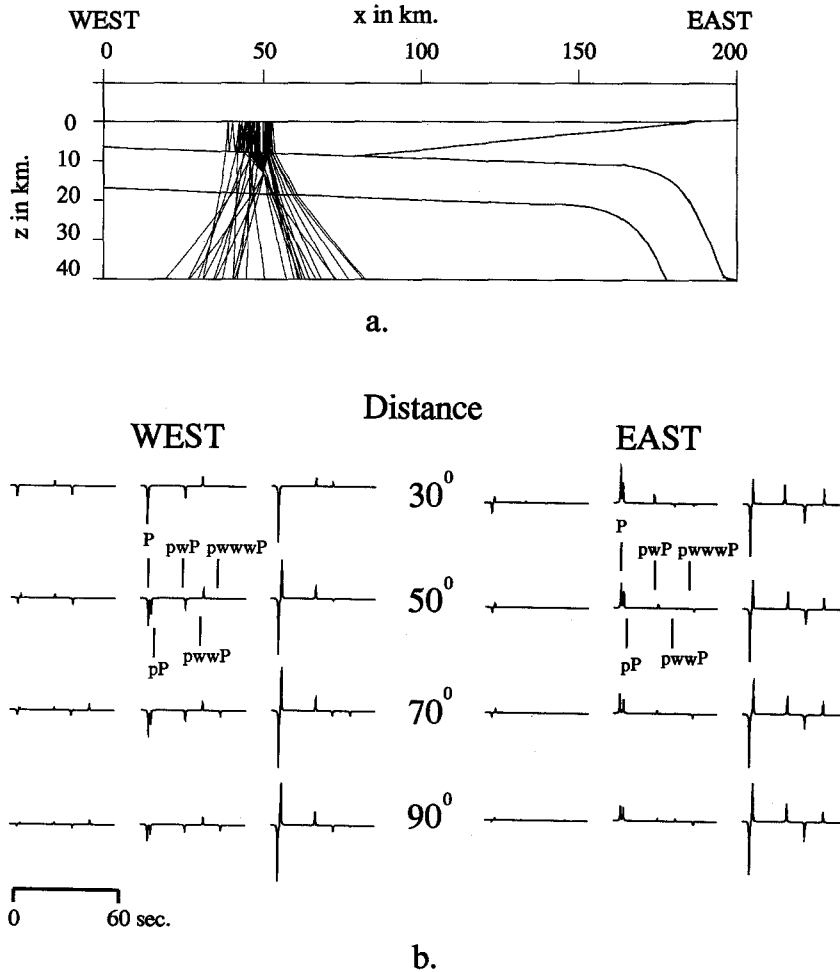 WEST x in km. EAST
0 50 100 150 200
z in km.
0
10
20
30
40
a.
Distance
WEST EAST
30⁰
P pwP pwwwP
P pwP pwwwP
50⁰
pP pwwP
pP pwwP
70⁰
90⁰
0 60 sec.
b.